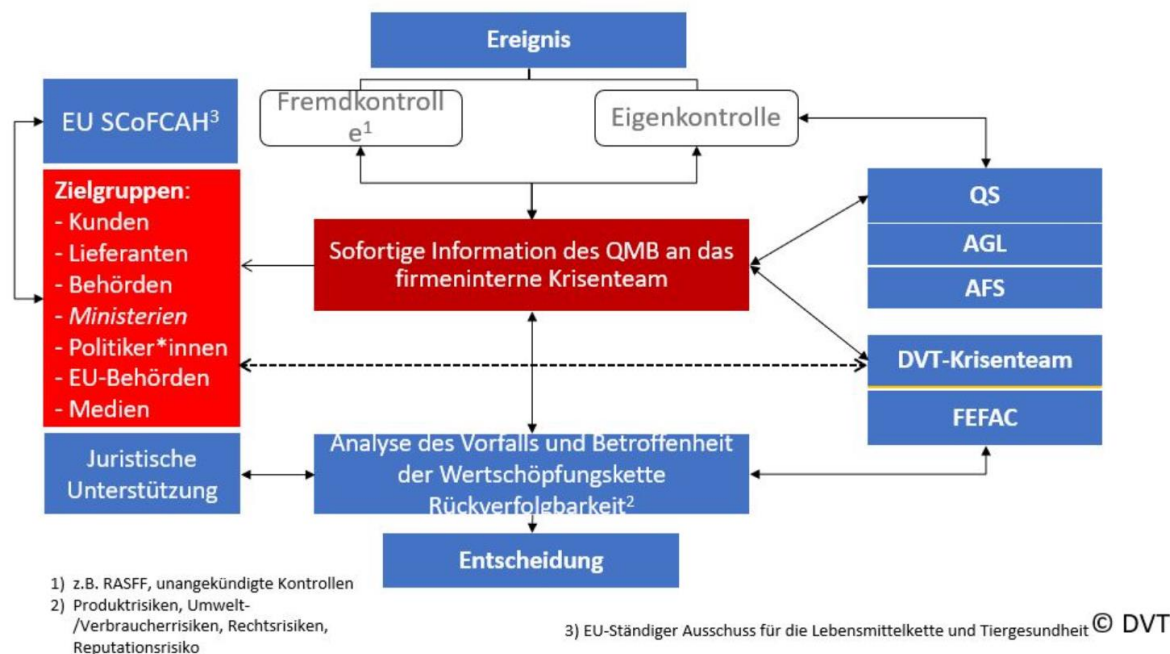 Ereignis
Fremdkontroll
e¹
Eigenkontrolle
EU SCoFCAH³
Zielgruppen:
- Kunden
- Lieferanten
- Behörden
- Ministerien
- Politiker*innen
- EU-Behörden
- Medien
Sofortige Information des QMB an das
firmeninterne Krisenteam
QS
AGL
AFS
DVT-Krisenteam
FEFAC
Juristische
Unterstützung
Analyse des Vorfalls und Betroffenheit
der Wertschöpfungskette
Rückverfolgbarkeit²
Entscheidung
1) z.B. RASFF, unangekündigte Kontrollen
2) Produktrisiken, Umwelt-
/Verbraucherrisiken, Rechtsrisiken,
Reputationsrisiko
3) EU-Ständiger Ausschuss für die Lebensmittelkette und Tiergesundheit
© DVT